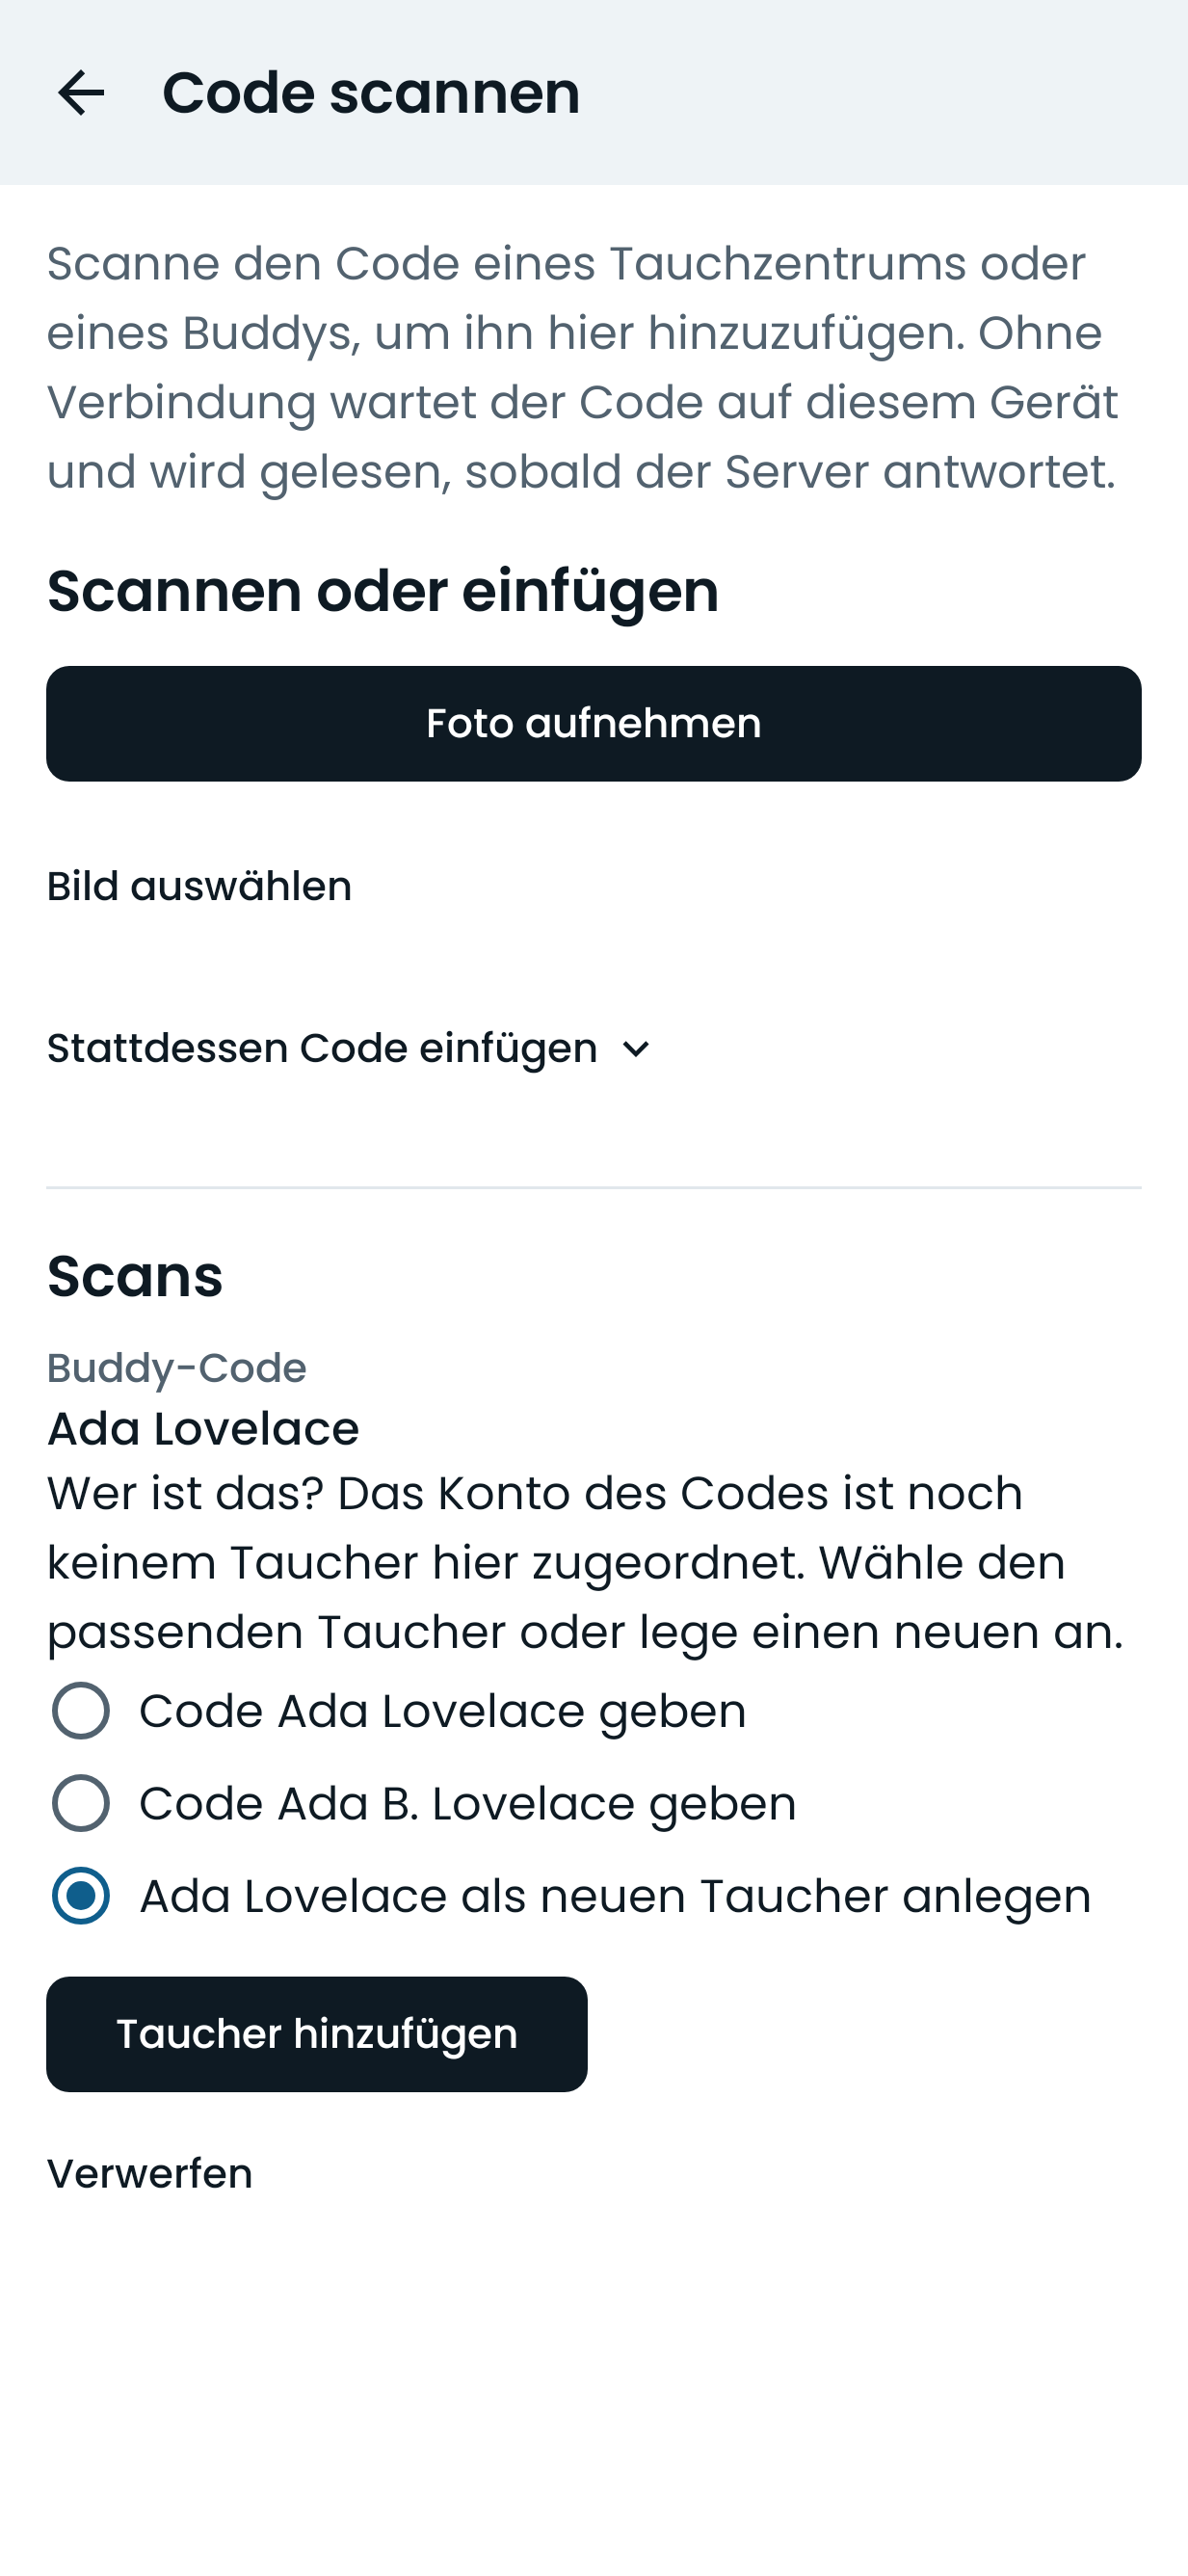 Code scannen
Scanne den Code eines Tauchzentrums oder
eines Buddys, um ihn hier hinzuzufügen. Ohne
Verbindung wartet der Code auf diesem Gerät
und wird gelesen, sobald der Server antwortet.
Scannen oder einfügen
Foto aufnehmen
Bild auswählen
Stattdessen Code einfügen
Scans
Buddy-Code
Ada Lovelace
Wer ist das? Das Konto des Codes ist noch
keinem Taucher hier zugeordnet. Wähle den
passenden Taucher oder lege einen neuen an.
Code Ada Lovelace geben
Code Ada B. Lovelace geben
Ada Lovelace als neuen Taucher anlegen
Taucher hinzufügen
Verwerfen